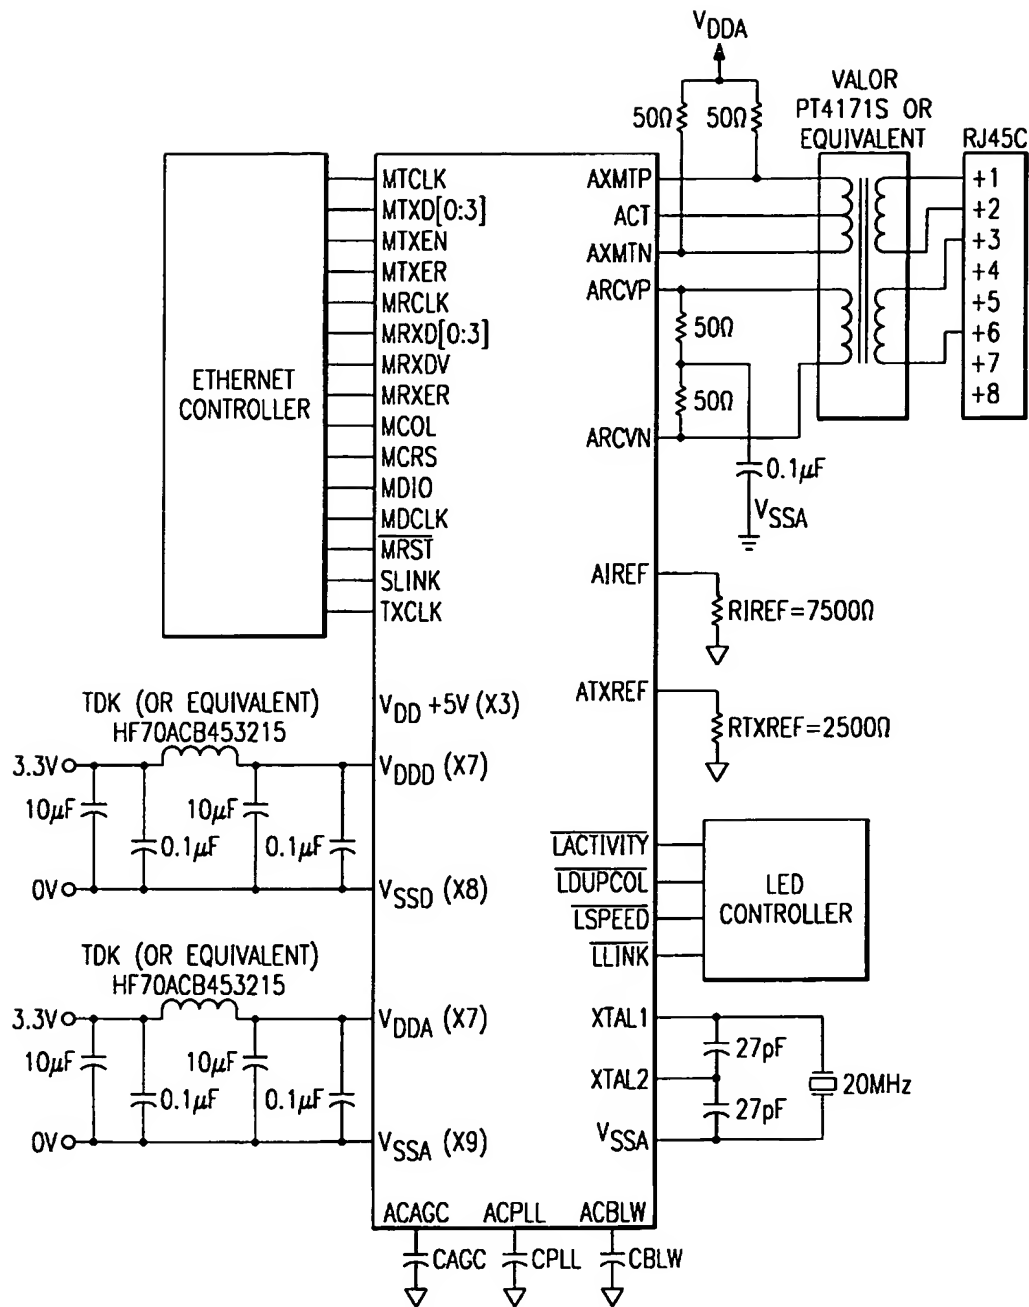 VDDA
VALOR
PT4171S OR
EQUIVALENT
RJ45C
50Ω
50Ω
MTCLK
MTXD[0:3]
MTXEN
MTXER
MRCLK
MRXD[0:3]
MRXDV
MRXER
MCOL
MCRS
MDIO
MDCLK
MRST
SLINK
TXCLK
ETHERNET
CONTROLLER
AXMTP
ACT
AXMTN
ARCVP
ARCVN
50Ω
50Ω
0.1μF
VSSA
+1
+2
+3
+4
+5
+6
+7
+8
AIREF
RIREF=7500Ω
ATXREF
RTXREF=2500Ω
VDD +5V (X3)
TDK (OR EQUIVALENT)
HF70ACB453215
3.3V
VDDD (X7)
10μF
10μF
0.1μF
0.1μF
0V
VSSD (X8)
LACTIVITY
LDUPCOL
LSPEED
LLINK
LED
CONTROLLER
TDK (OR EQUIVALENT)
HF70ACB453215
3.3V
VDDA (X7)
10μF
10μF
0.1μF
0.1μF
0V
VSSA (X9)
XTAL1
27pF
XTAL2
20MHz
27pF
VSSA
ACAGC
ACPLL
ACBLW
CAGC
CPLL
CBLW